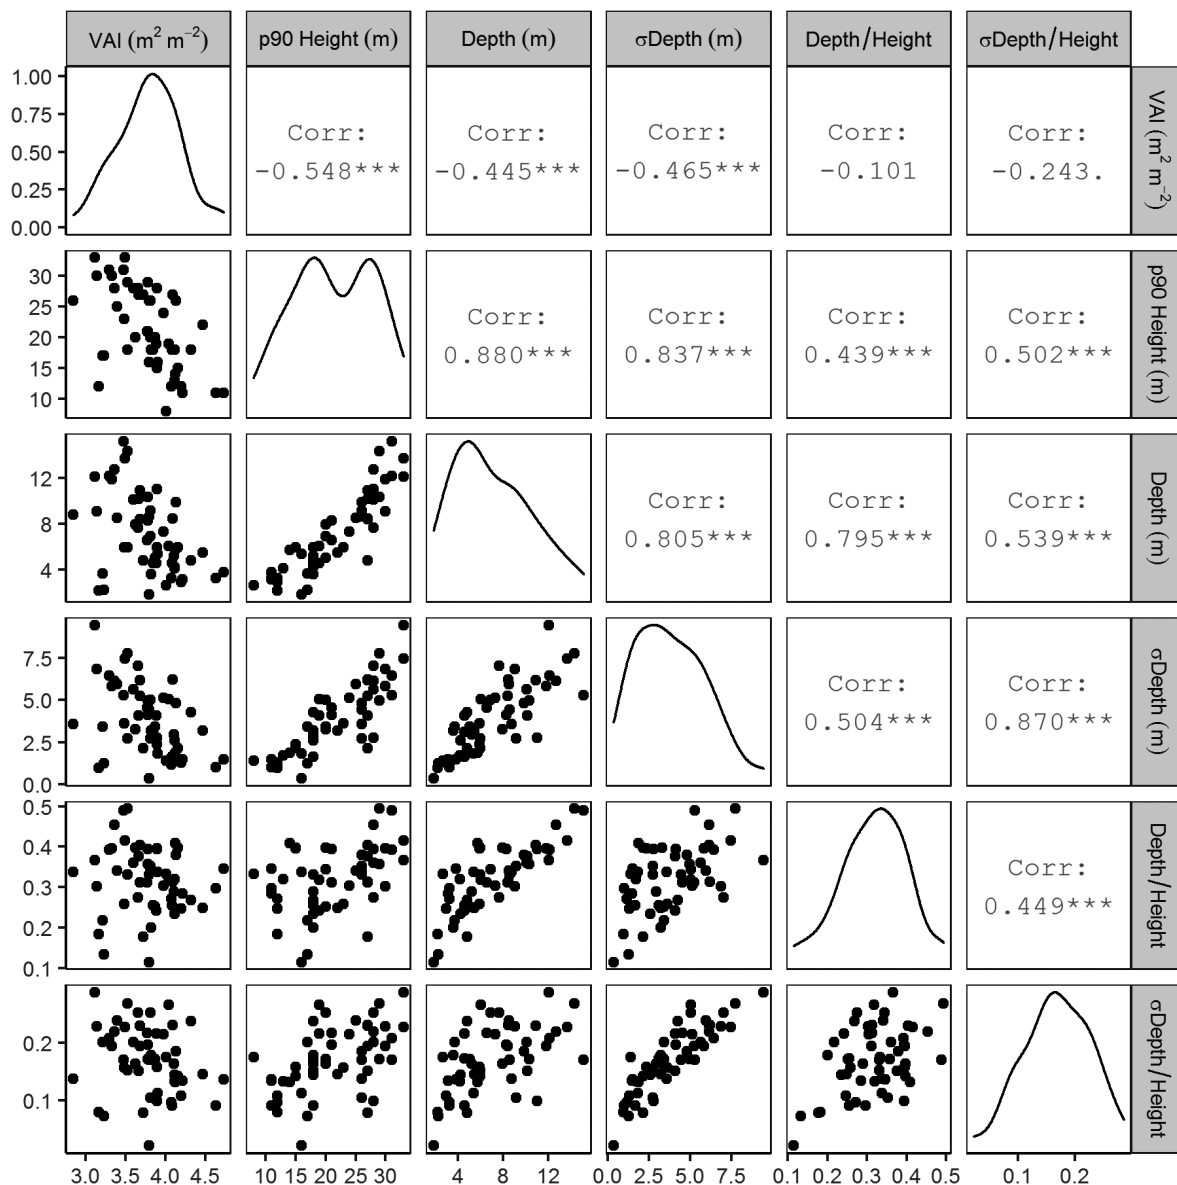 VAI (m² m⁻²) p90 Height (m) Depth (m) σDepth (m) Depth/Height σDepth/Height
1.00
0.75
0.50
0.25
0.00
Corr:
-0.548***
Corr:
-0.445***
Corr:
-0.465***
Corr:
-0.101
Corr:
-0.243.
VAI (m² m⁻²)
30
25
20
15
10
Corr:
0.880***
Corr:
0.837***
Corr:
0.439***
Corr:
0.502***
p90 Height (m)
12
8
4
Corr:
0.805***
Corr:
0.795***
Corr:
0.539***
Depth (m)
7.5
5.0
2.5
0.0
Corr:
0.504***
Corr:
0.870***
σDepth (m)
0.5
0.4
0.3
0.2
0.1
Corr:
0.449***
Depth/Height
0.2
0.1
σDepth/Height
3.0 3.5 4.0 4.5 10 15 20 25 30 4 8 12 0.0 2.5 5.0 7.5 0.1 0.2 0.3 0.4 0.5 0.1 0.2